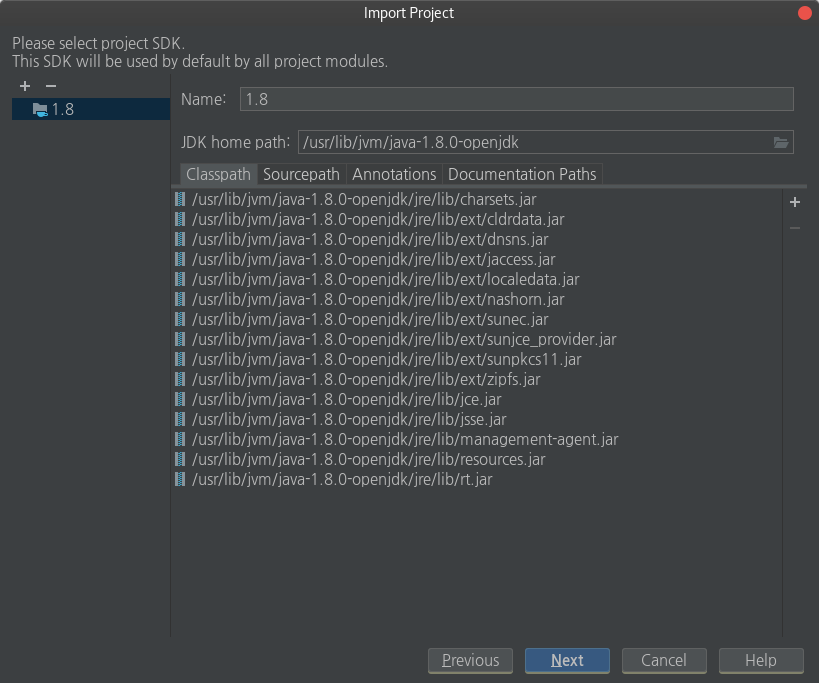 Import Project
Please select project SDK.
This SDK will be used by default by all project modules.
1.8
Name: 1.8
JDK home path: /usr/lib/jvm/java-1.8.0-openjdk
Classpath Sourcepath Annotations Documentation Paths
/usr/lib/jvm/java-1.8.0-openjdk/jre/lib/charsets.jar
/usr/lib/jvm/java-1.8.0-openjdk/jre/lib/ext/cldrdata.jar
/usr/lib/jvm/java-1.8.0-openjdk/jre/lib/ext/dnsns.jar
/usr/lib/jvm/java-1.8.0-openjdk/jre/lib/ext/jaccess.jar
/usr/lib/jvm/java-1.8.0-openjdk/jre/lib/ext/localedata.jar
/usr/lib/jvm/java-1.8.0-openjdk/jre/lib/ext/nashorn.jar
/usr/lib/jvm/java-1.8.0-openjdk/jre/lib/ext/sunec.jar
/usr/lib/jvm/java-1.8.0-openjdk/jre/lib/ext/sunjce_provider.jar
/usr/lib/jvm/java-1.8.0-openjdk/jre/lib/ext/sunpkcs11.jar
/usr/lib/jvm/java-1.8.0-openjdk/jre/lib/ext/zipfs.jar
/usr/lib/jvm/java-1.8.0-openjdk/jre/lib/jce.jar
/usr/lib/jvm/java-1.8.0-openjdk/jre/lib/jsse.jar
/usr/lib/jvm/java-1.8.0-openjdk/jre/lib/management-agent.jar
/usr/lib/jvm/java-1.8.0-openjdk/jre/lib/resources.jar
/usr/lib/jvm/java-1.8.0-openjdk/jre/lib/rt.jar
Previous Next Cancel Help